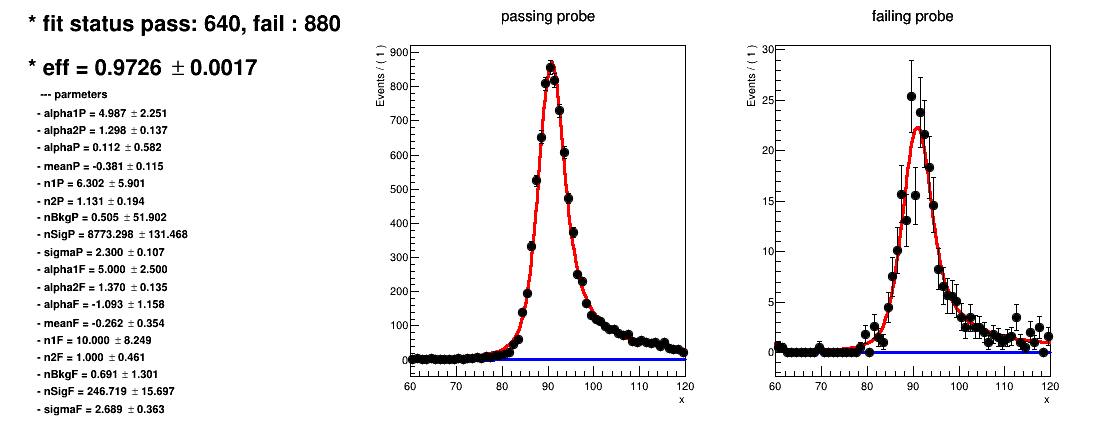 * fit status pass: 640, fail : 880
* eff = 0.9726 ± 0.0017
--- parmeters
- alpha1P = 4.987 ± 2.251
- alpha2P = 1.298 ± 0.137
- alphaP = 0.112 ± 0.582
- meanP = -0.381 ± 0.115
- n1P = 6.302 ± 5.901
- n2P = 1.131 ± 0.194
- nBkgP = 0.505 ± 51.902
- nSigP = 8773.298 ± 131.468
- sigmaP = 2.300 ± 0.107
- alpha1F = 5.000 ± 2.500
- alpha2F = 1.370 ± 0.135
- alphaF = -1.093 ± 1.158
- meanF = -0.262 ± 0.354
- n1F = 10.000 ± 8.249
- n2F = 1.000 ± 0.461
- nBkgF = 0.691 ± 1.301
- nSigF = 246.719 ± 15.697
- sigmaF = 2.689 ± 0.363
passing probe
Events / ( 1 )
900
800
700
600
500
400
300
200
100
0
60 70 80 90 100 110 120
x
failing probe
Events / ( 1 )
30
25
20
15
10
5
0
60 70 80 90 100 110 120
x